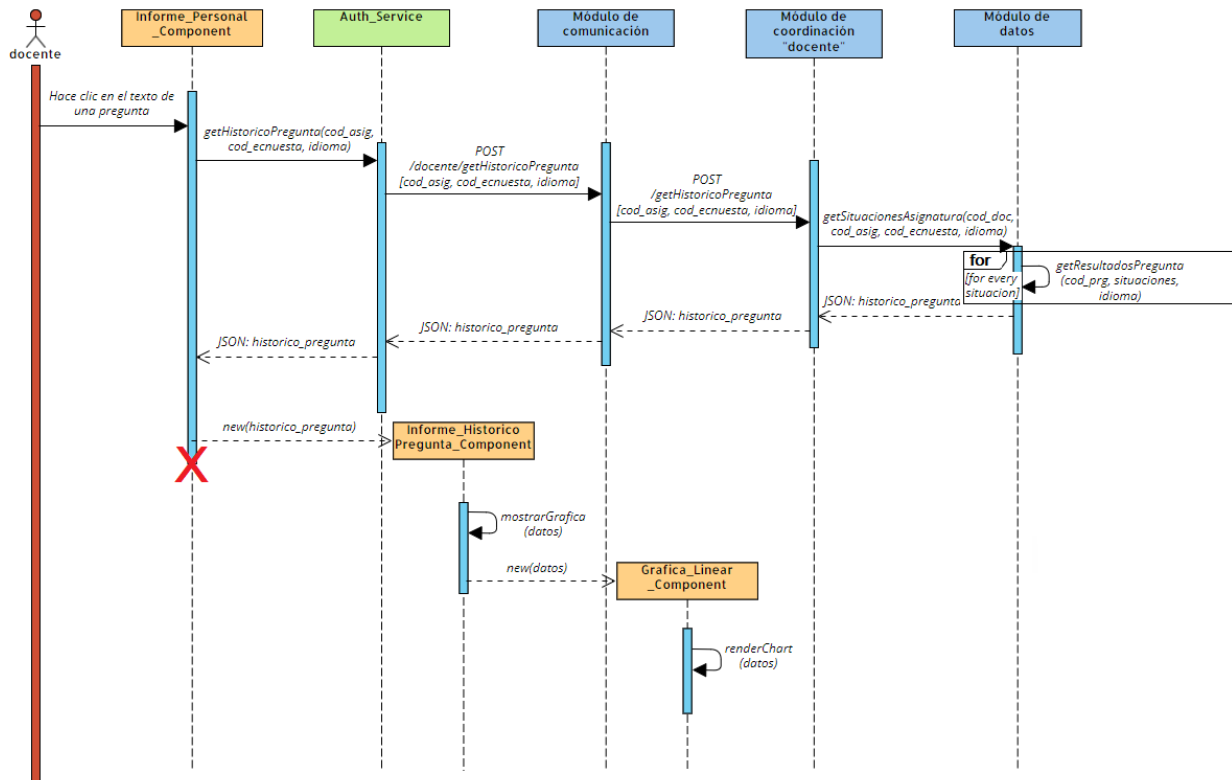 docente
Informe_Personal
_Component
Auth_Service
Módulo de
comunicación
Módulo de
coordinación
"docente"
Módulo de
datos
Hace clic en el texto de
una pregunta
getHistoricoPregunta(cod_asig,
cod_ecnuesta, idioma)
POST
/docente/getHistoricoPregunta
[cod_asig, cod_ecnuesta, idioma]
POST
/getHistoricoPregunta
[cod_asig, cod_ecnuesta, idioma]
getSituacionesAsignatura(cod_doc,
cod_asig, cod_ecnuesta, idioma)
for
[for every
situacion]
getResultadosPregunta
(cod_prg, situaciones,
idioma)
JSON: historico_pregunta
JSON: historico_pregunta
JSON: historico_pregunta
JSON: historico_pregunta
new(historico_pregunta)
Informe_Historico
Pregunta_Component
X
mostrarGrafica
(datos)
new(datos)
Grafica_Linear
_Component
renderChart
(datos)